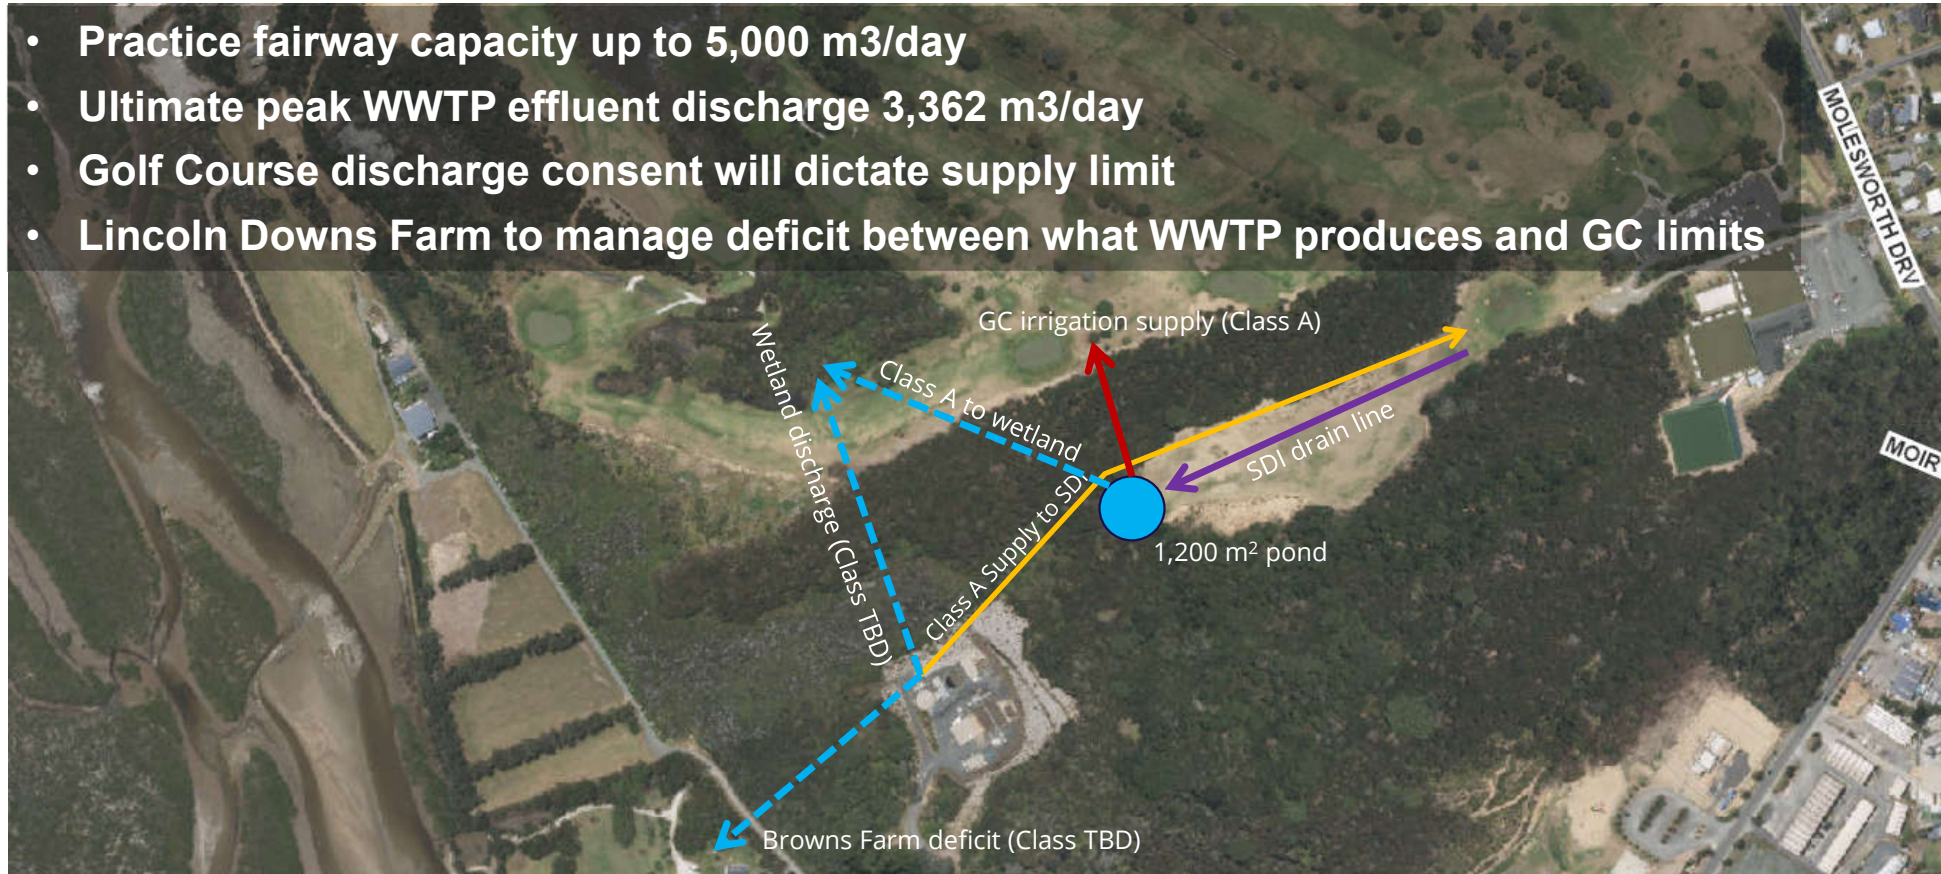 • Practice fairway capacity up to 5,000 m3/day
• Ultimate peak WWTP effluent discharge 3,362 m3/day
• Golf Course discharge consent will dictate supply limit
• Lincoln Downs Farm to manage deficit between what WWTP produces and GC limits
MOLESWORTH DRV
GC irrigation supply (Class A)
Wetland discharge (Class TBD)
Class A to wetland
SDI drain line
MOIR
Class A Supply to SDI
1,200 m² pond
Browns Farm deficit (Class TBD)